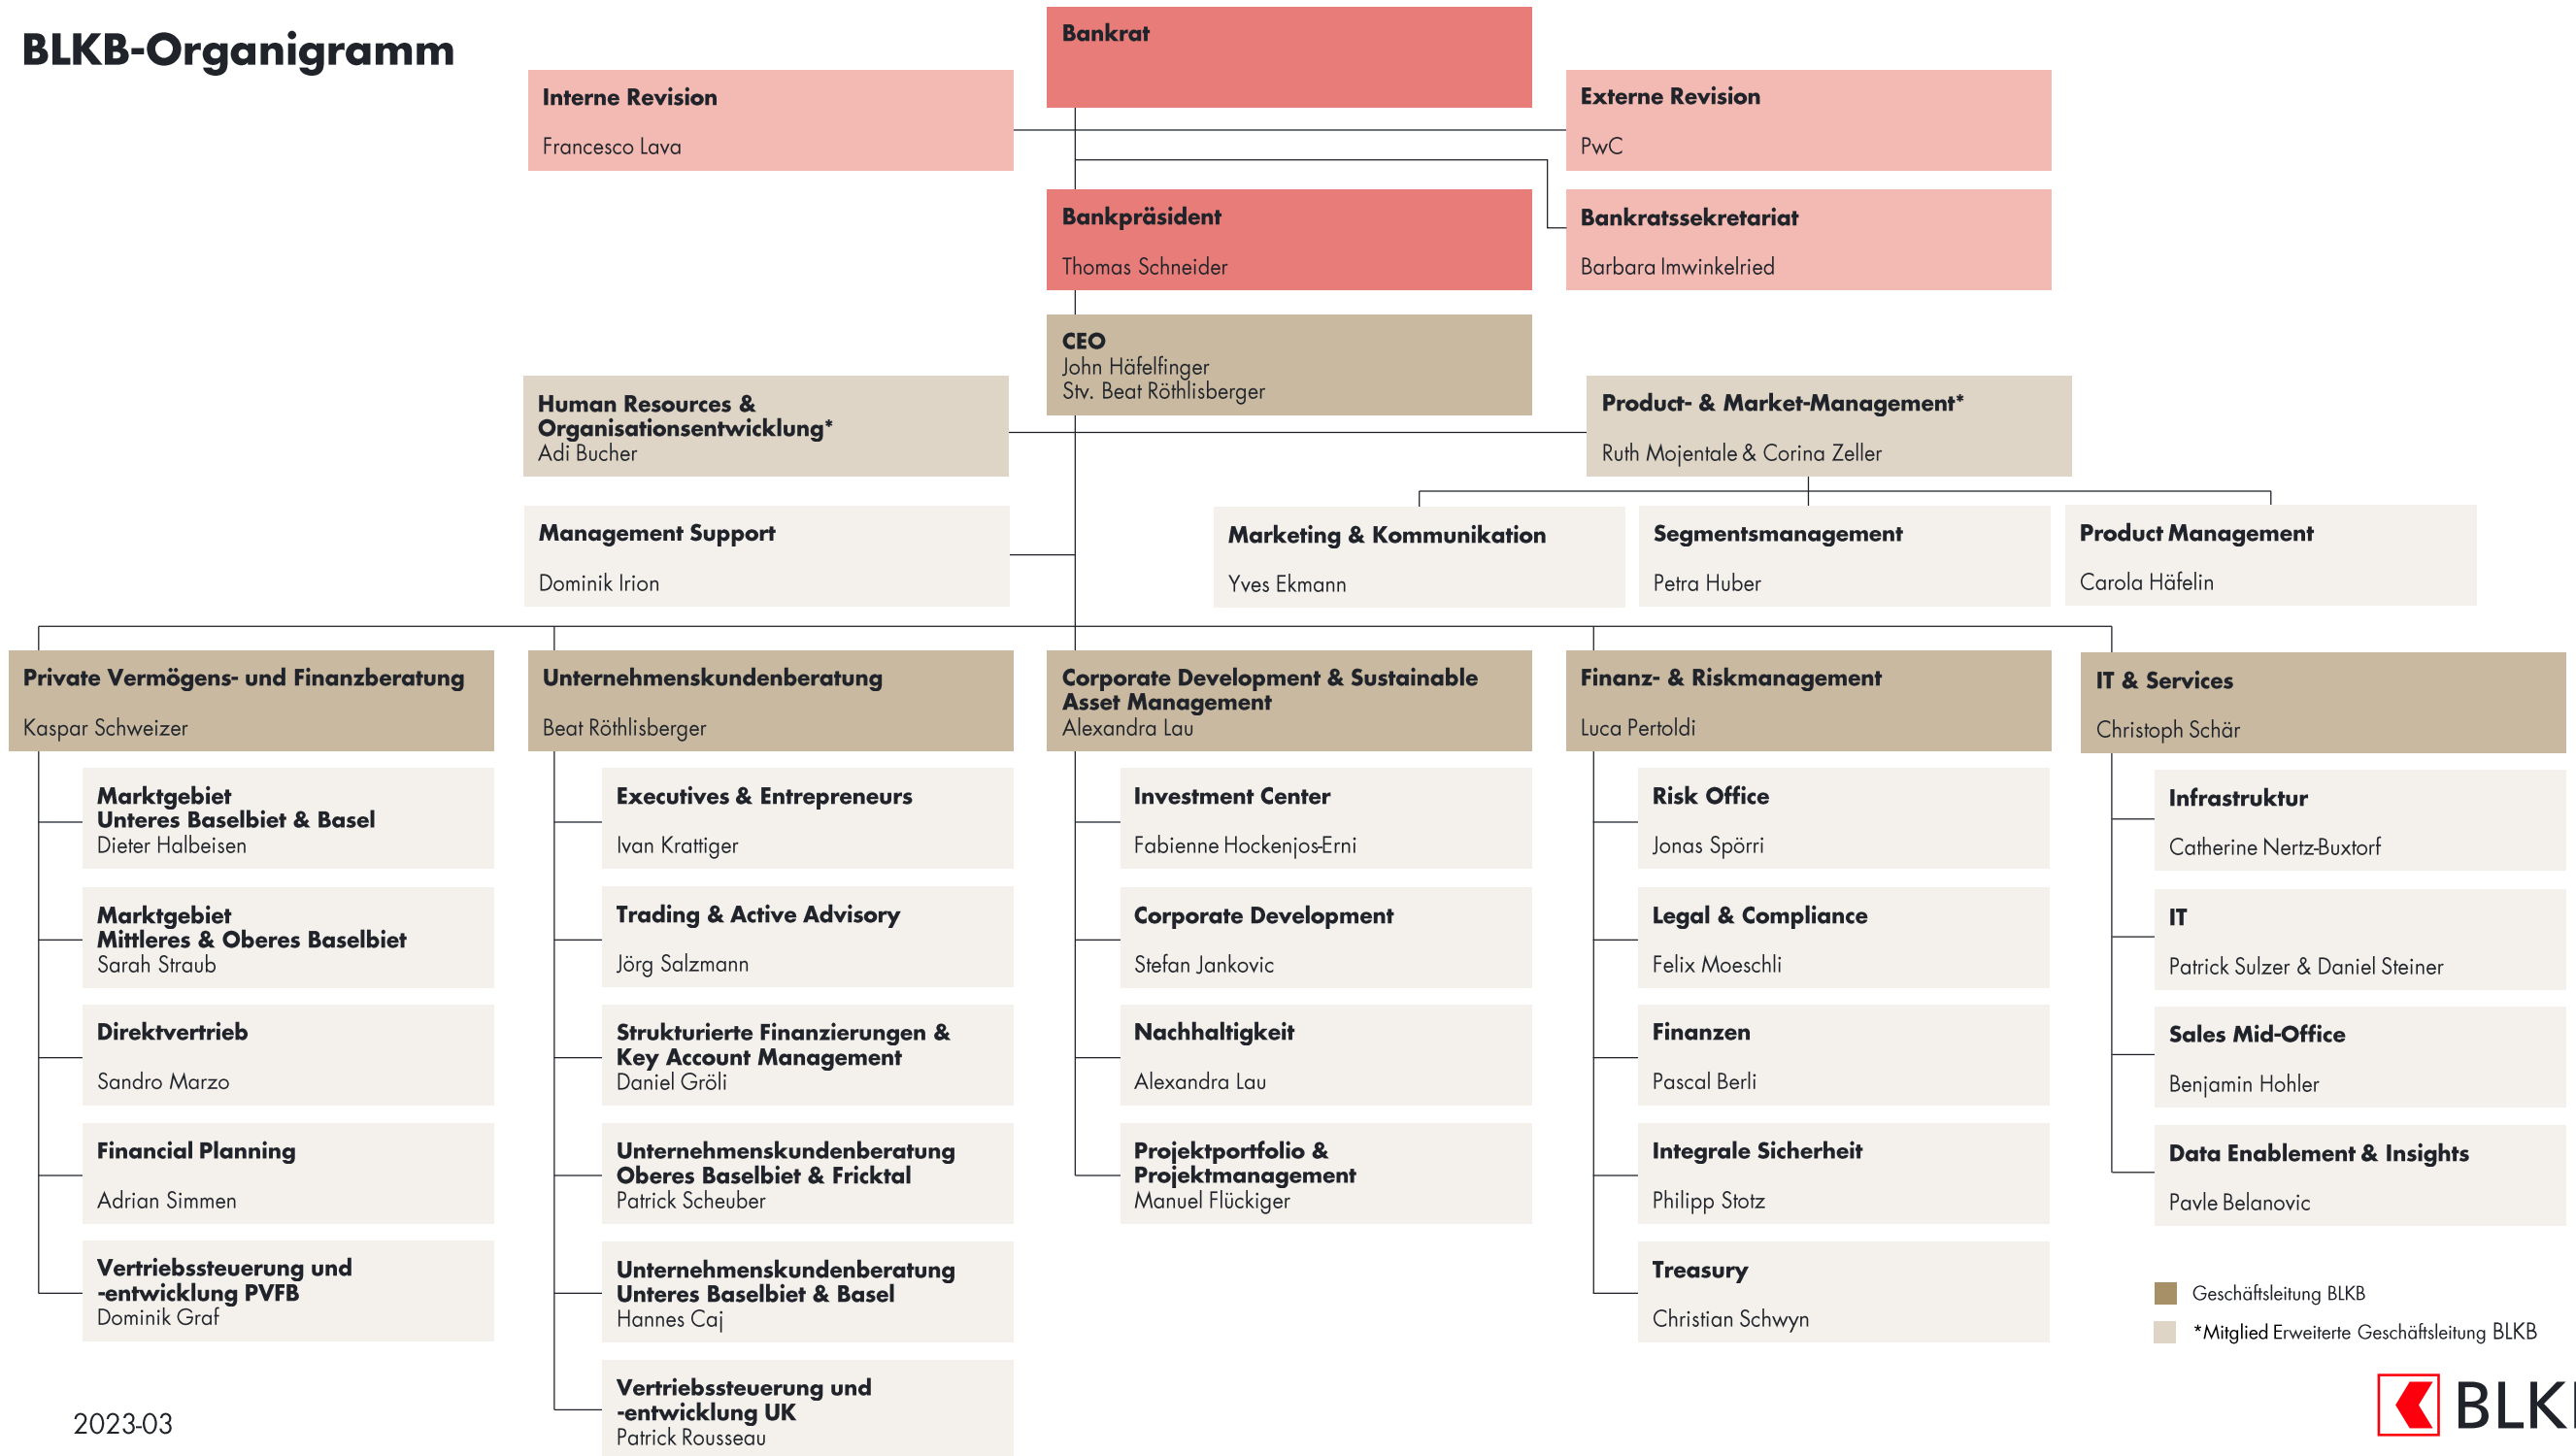 BLKB-Organigramm
Bankrat
Interne Revision
Francesco Lava
Externe Revision
PwC
Bankpräsident
Thomas Schneider
Bankratssekretariat
Barbara Imwinkelried
CEO
John Häfelfinger
Stv. Beat Röthlisberger
Human Resources &
Organisationsentwicklung*
Adi Bucher
Product- & Market-Management*
Ruth Mojentale & Corina Zeller
Management Support
Dominik Irion
Marketing & Kommunikation
Yves Ekmann
Segmentsmanagement
Petra Huber
Product Management
Carola Häfelin
Private Vermögens- und Finanzberatung
Kaspar Schweizer
Marktgebiet
Unteres Baselbiet & Basel
Dieter Halbeisen
Marktgebiet
Mittleres & Oberes Baselbiet
Sarah Straub
Direktvertrieb
Sandro Marzo
Financial Planning
Adrian Simmen
Vertriebssteuerung und
-entwicklung PVFB
Dominik Graf
Unternehmenskundenberatung
Beat Röthlisberger
Executives & Entrepreneurs
Ivan Krattiger
Trading & Active Advisory
Jörg Salzmann
Strukturierte Finanzierungen &
Key Account Management
Daniel Gröli
Unternehmenskundenberatung
Oberes Baselbiet & Fricktal
Patrick Scheuber
Unternehmenskundenberatung
Unteres Baselbiet & Basel
Hannes Caj
Vertriebssteuerung und
-entwicklung UK
Patrick Rousseau
Corporate Development & Sustainable
Asset Management
Alexandra Lau
Investment Center
Fabienne Hockenjos-Erni
Corporate Development
Stefan Jankovic
Nachhaltigkeit
Alexandra Lau
Projektportfolio &
Projektmanagement
Manuel Flückiger
Finanz- & Riskmanagement
Luca Pertoldi
Risk Office
Jonas Spörri
Legal & Compliance
Felix Moeschli
Finanzen
Pascal Berli
Integrale Sicherheit
Philipp Stotz
Treasury
Christian Schwyn
IT & Services
Christoph Schär
Infrastruktur
Catherine Nertz-Buxtorf
IT
Patrick Sulzer & Daniel Steiner
Sales Mid-Office
Benjamin Hohler
Data Enablement & Insights
Pavle Belanovic
Geschäftsleitung BLKB
*Mitglied Erweiterte Geschäftsleitung BLKB
2023-03
BLK